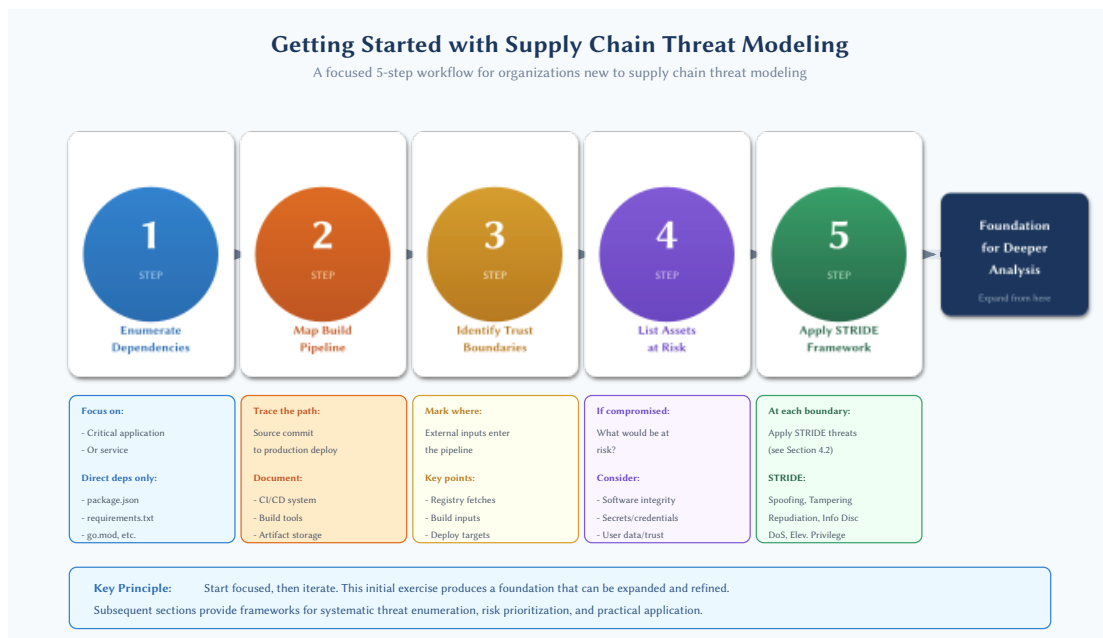 Getting Started with Supply Chain Threat Modeling
A focused 5-step workflow for organizations new to supply chain threat modeling
1
STEP
Enumerate
Dependencies
2
STEP
Map Build
Pipeline
3
STEP
Identify Trust
Boundaries
4
STEP
List Assets
at Risk
5
STEP
Apply STRIDE
Framework
Foundation
for Deeper
Analysis
Expand from here
Focus on:
- Critical application
- Or service
Direct deps only:
- package.json
- requirements.txt
- go.mod, etc.
Trace the path:
Source commit
to production deploy
Document:
- CI/CD system
- Build tools
- Artifact storage
Mark where:
External inputs enter
the pipeline
Key points:
- Registry fetches
- Build inputs
- Deploy targets
If compromised:
What would be at
risk?
Consider:
- Software integrity
- Secrets/credentials
- User data/trust
At each boundary:
Apply STRIDE threats
(see Section 4.2)
STRIDE:
Spoofing, Tampering
Repudiation, Info Disc
DoS, Elev. Privilege
Key Principle: Start focused, then iterate. This initial exercise produces a foundation that can be expanded and refined.
Subsequent sections provide frameworks for systematic threat enumeration, risk prioritization, and practical application.